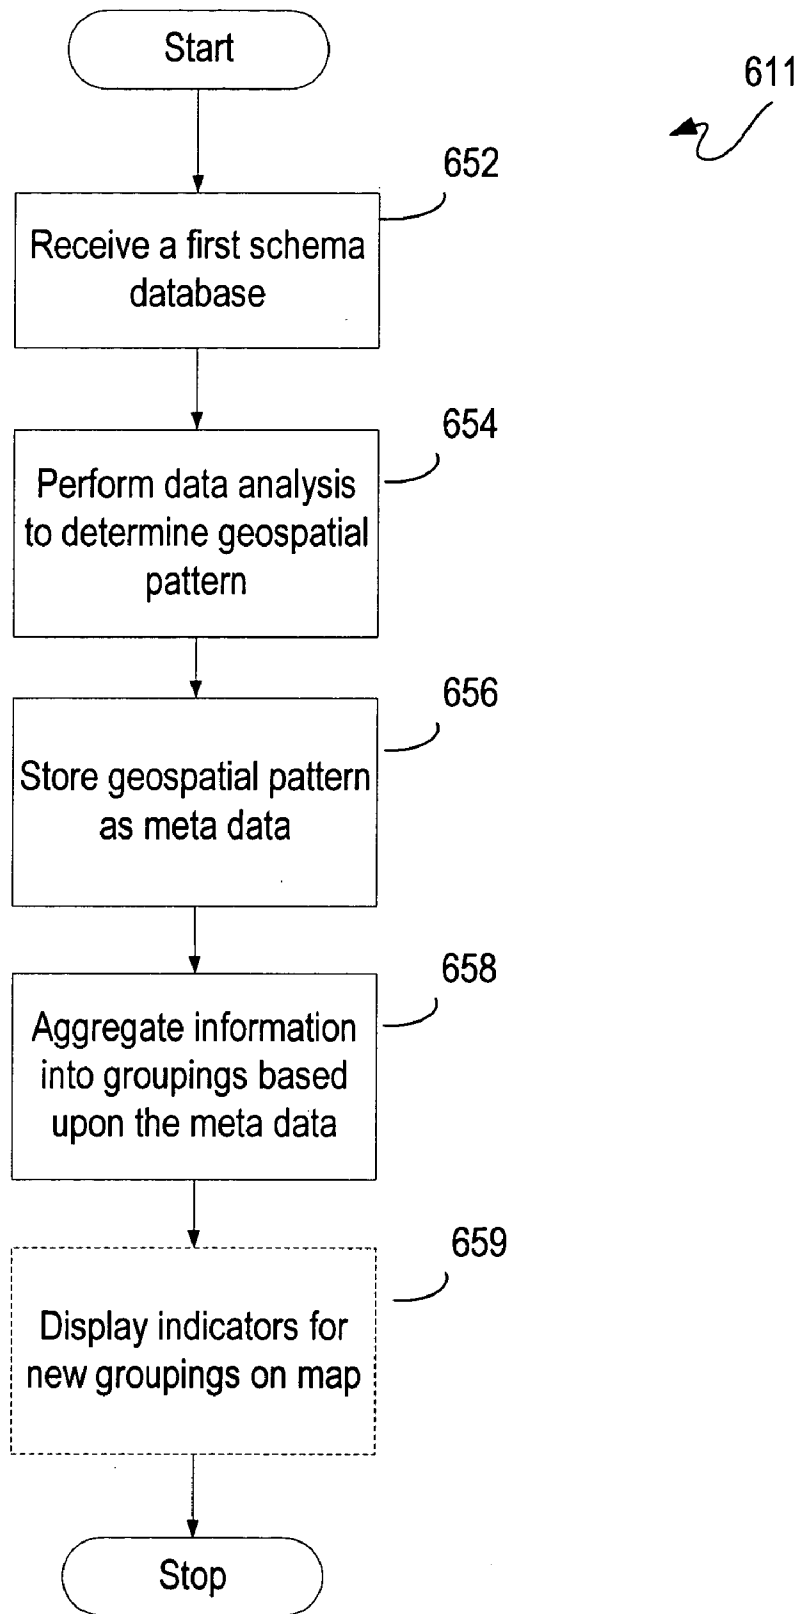 Start
611
652
Receive a first schema
database
654
Perform data analysis
to determine geospatial
pattern
656
Store geospatial pattern
as meta data
658
Aggregate information
into groupings based
upon the meta data
659
Display indicators for
new groupings on map
Stop